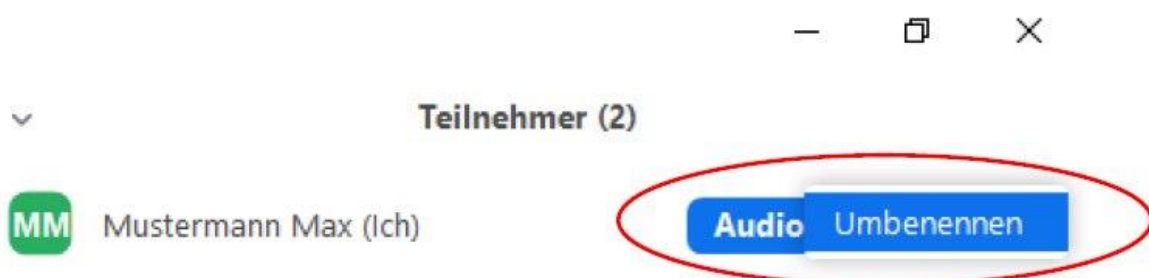 Teilnehmer (2)
MM Mustermann Max (Ich) Audio Umbenennen